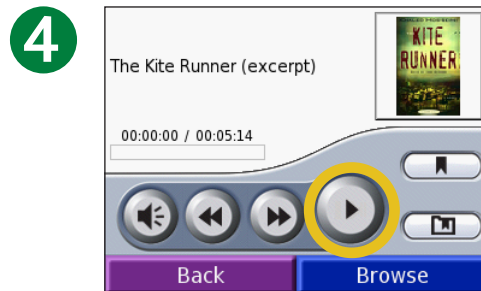 4
The Kite Runner (excerpt)
KITE
RUNNER
00:00:00 / 00:05:14
Back
Browse